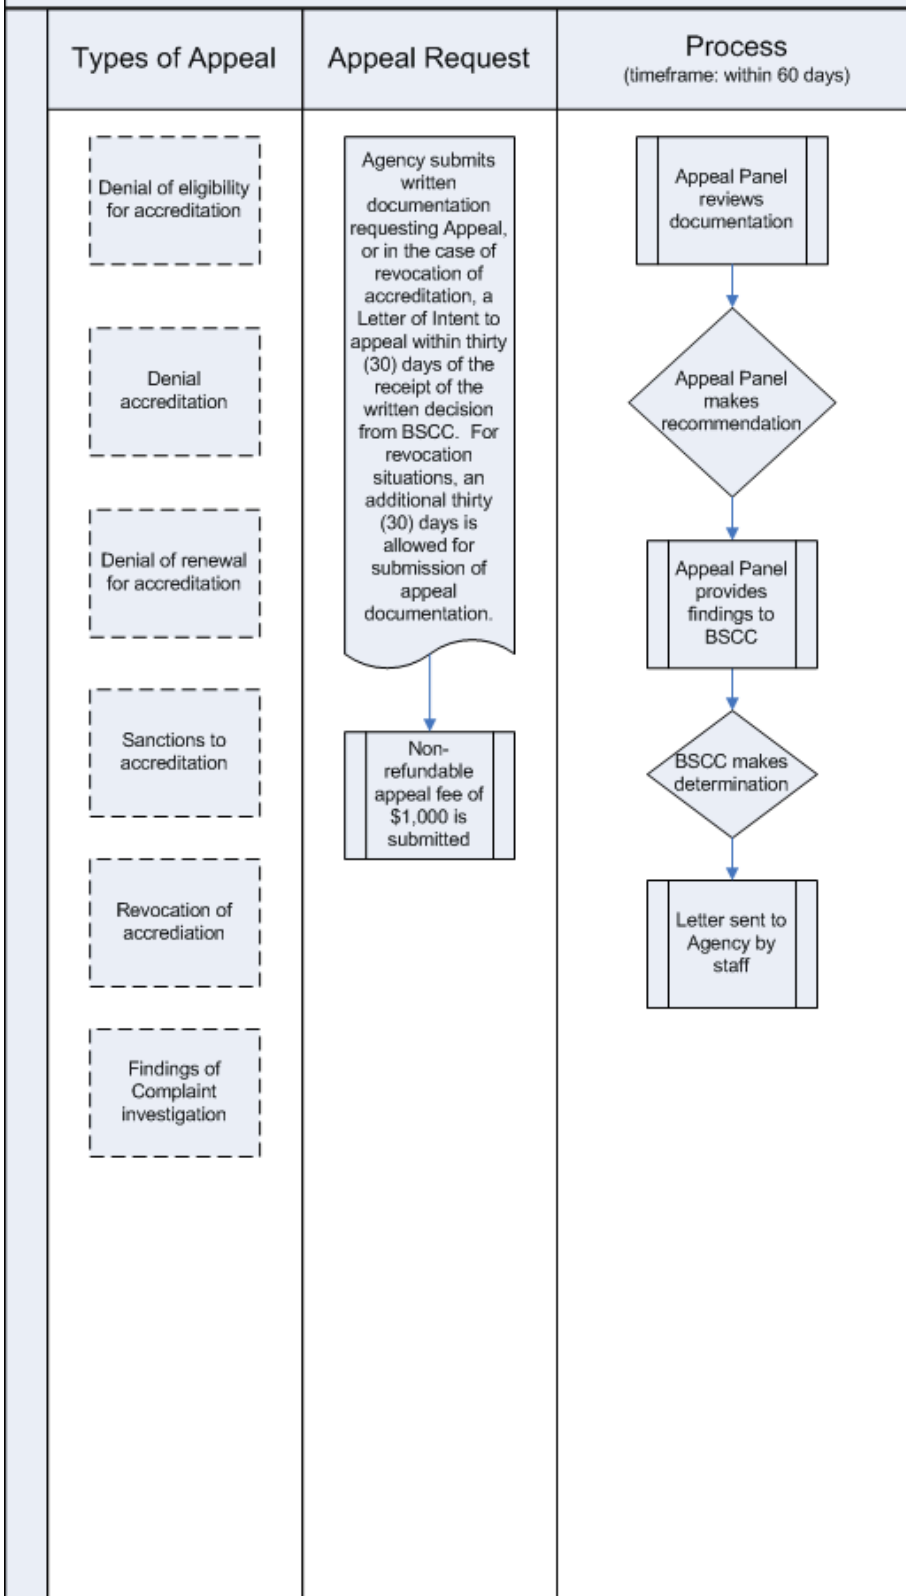 Types of Appeal
Appeal Request
Process
(timeframe: within 60 days)
Denial of eligibility
for accreditation
Denial
accreditation
Denial of renewal
for accreditation
Sanctions to
accreditation
Revocation of
accrediation
Findings of
Complaint
investigation
Agency submits
written
documentation
requesting Appeal,
or in the case of
revocation of
accreditation, a
Letter of Intent to
appeal within thirty
(30) days of the
receipt of the
written decision
from BSCC.  For
revocation
situations, an
additional thirty
(30) days is
allowed for
submission of
appeal
documentation.
Non-
refundable
appeal fee of
$1,000 is
submitted
Appeal Panel
reviews
documentation
Appeal Panel
makes
recommendation
Appeal Panel
provides
findings to
BSCC
BSCC makes
determination
Letter sent to
Agency by
staff